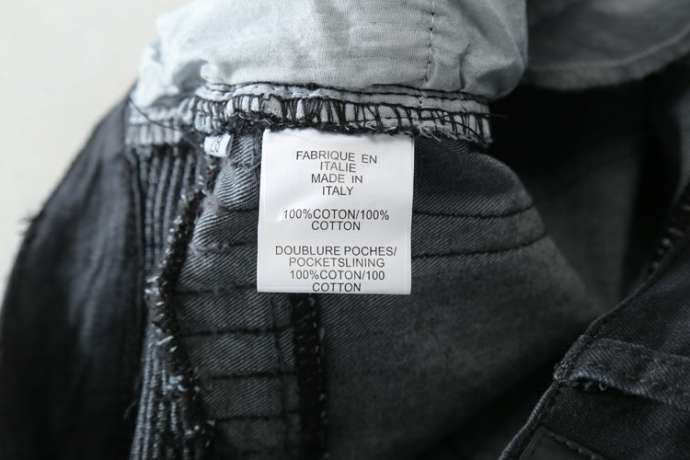 FABRIQUE EN
ITALIE
MADE IN
ITALY
100%COTON/100%
COTTON
DOUBLURE POCHES/
POCKETSLINING
100%COTON/100
COTTON